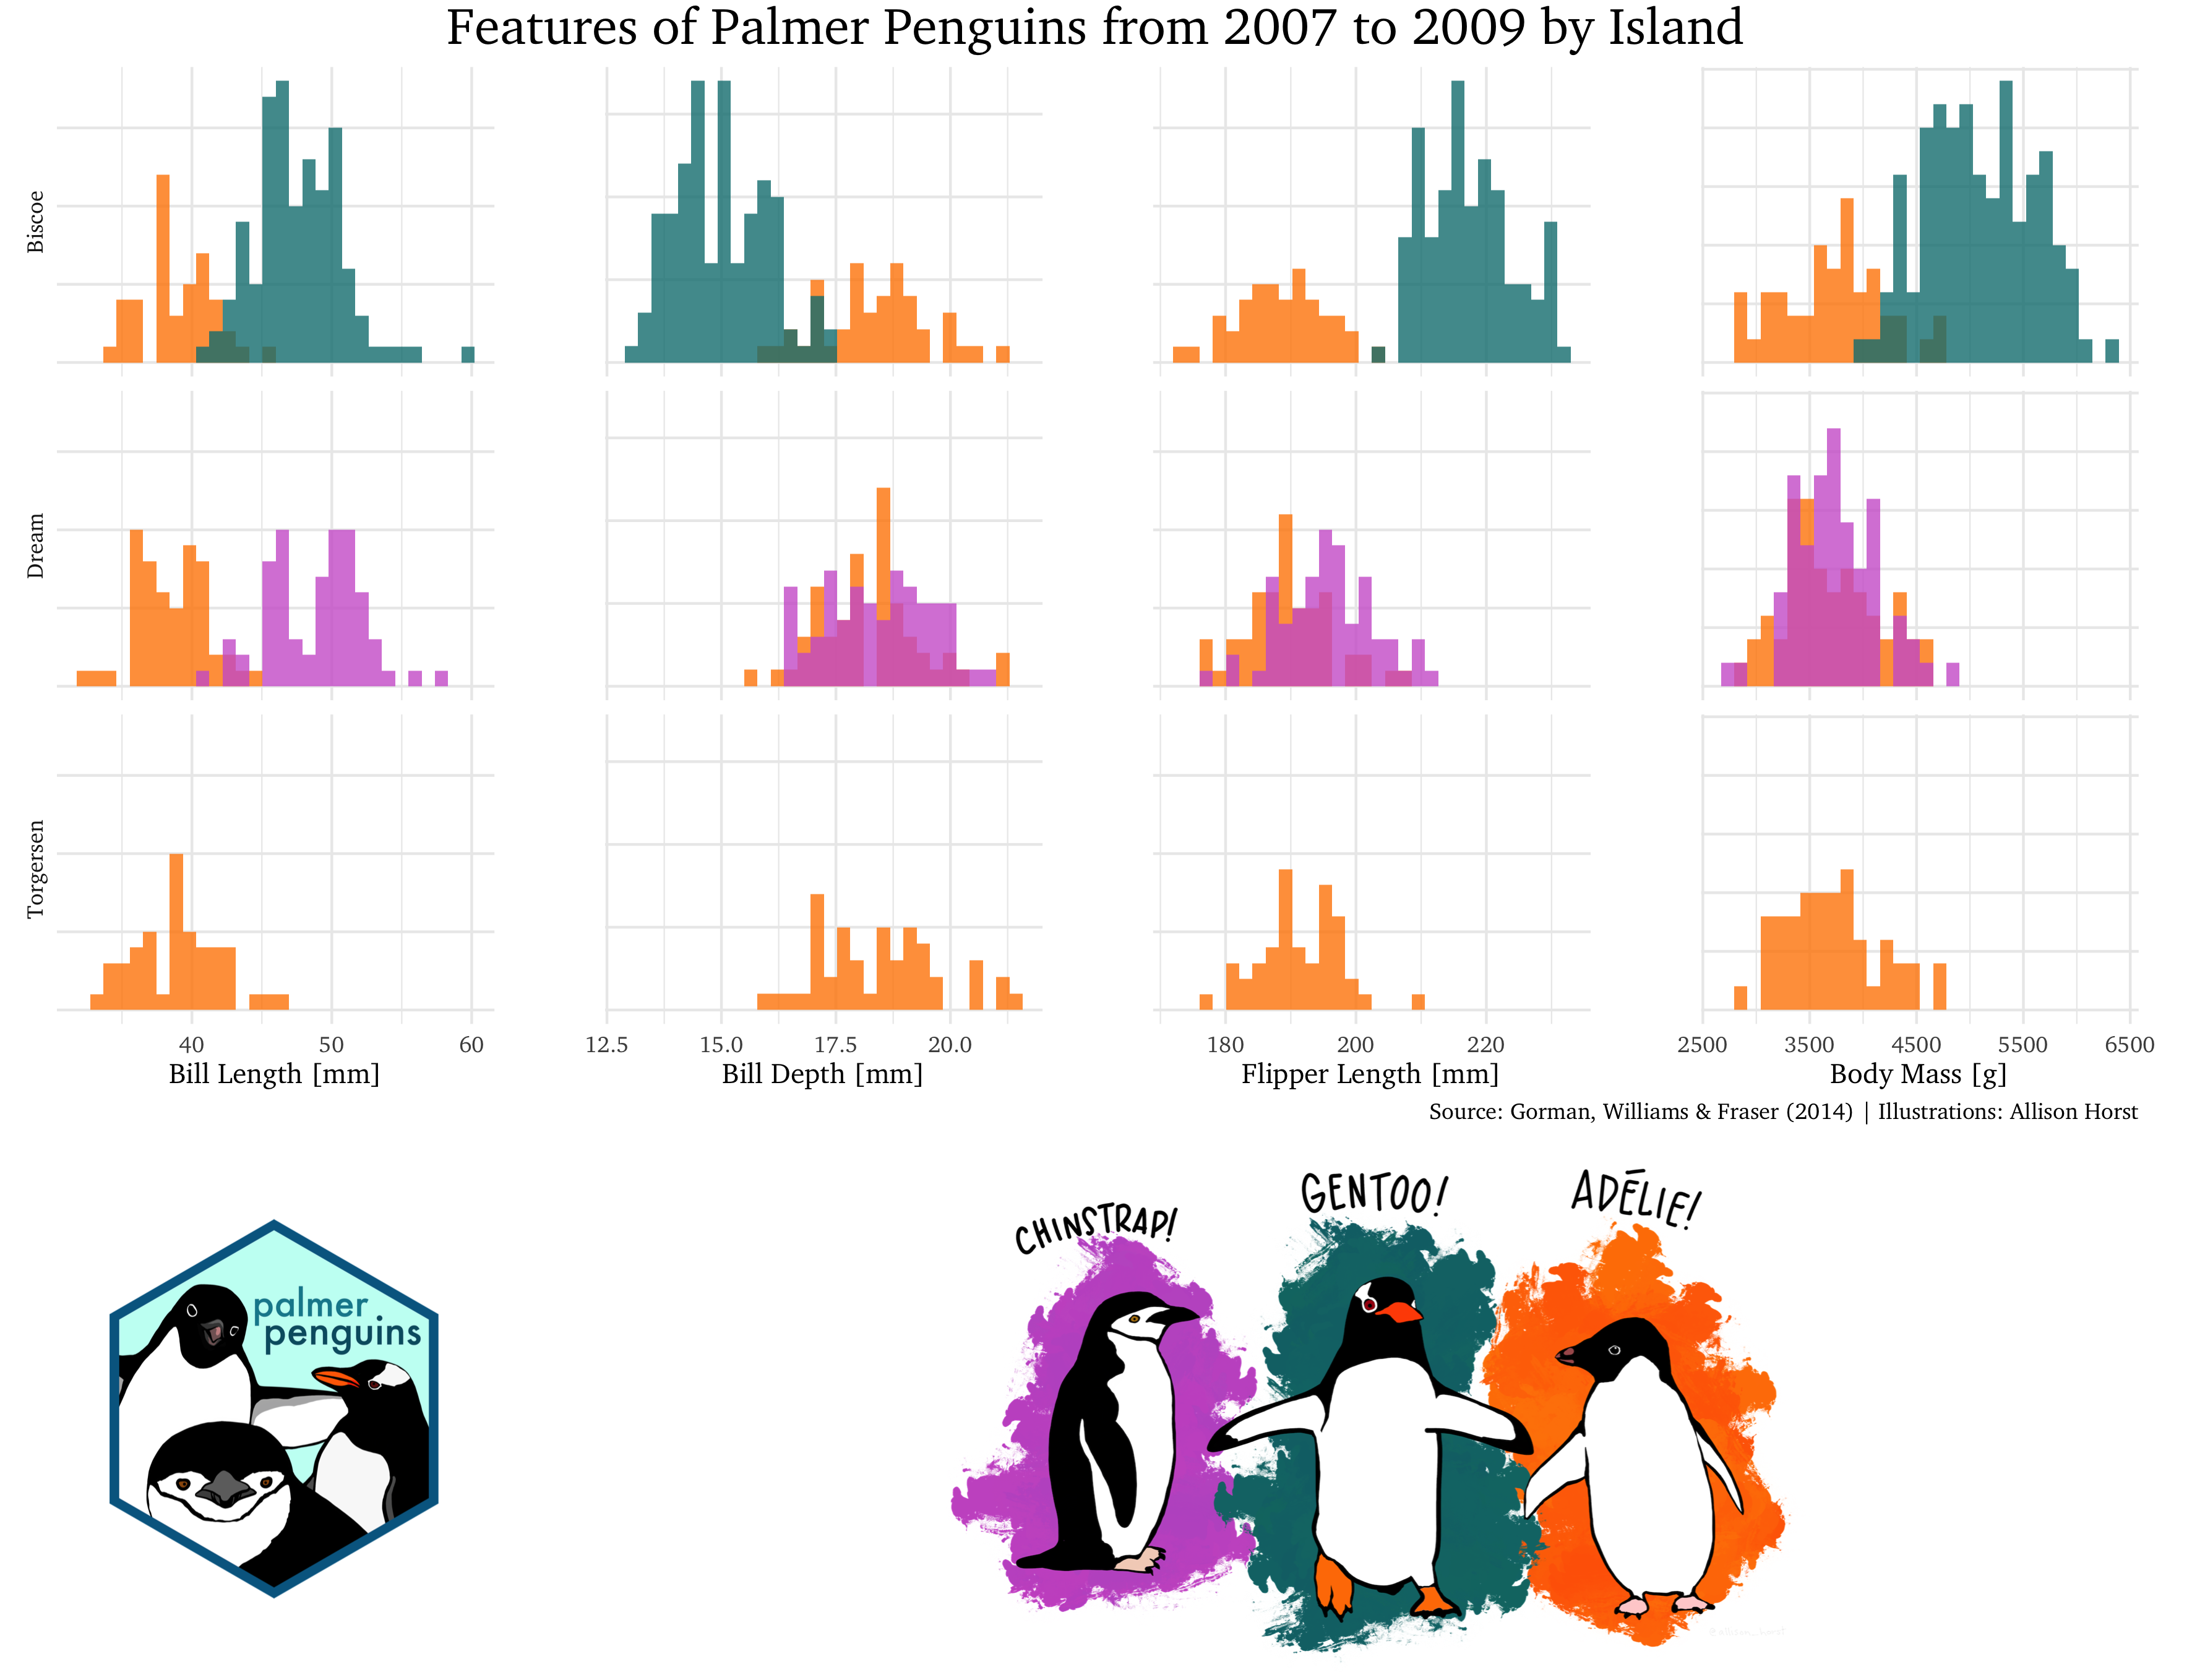 Features of Palmer Penguins from 2007 to 2009 by Island
Biscoe
Dream
Torgersen
40 50 60
Bill Length [mm]
12.5 15.0 17.5 20.0
Bill Depth [mm]
180 200 220
Flipper Length [mm]
2500 3500 4500 5500 6500
Body Mass [g]
Source: Gorman, Williams & Fraser (2014) | Illustrations: Allison Horst
palmer
penguins
CHINSTRAP!
GENTOO!
ADÉLIE!